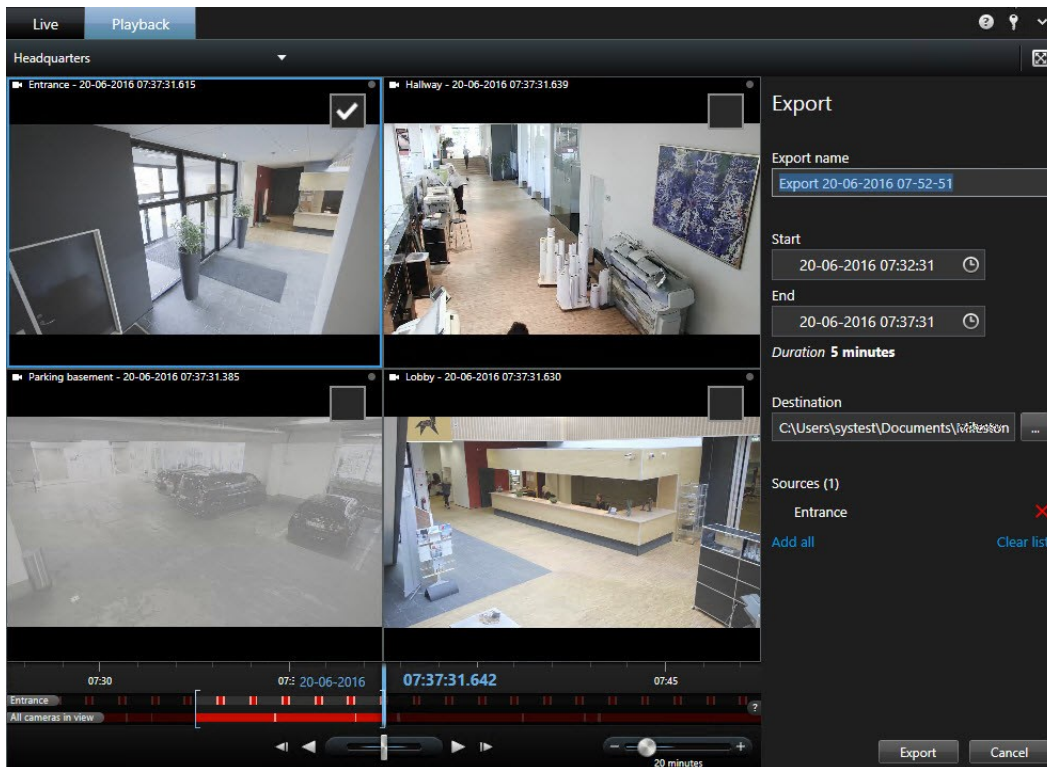 Live
Playback
Headquarters
Entrance - 20-06-2016 07:37:31.615
Hallway - 20-06-2016 07:37:31.639
Export
Export name
Export 20-06-2016 07-52-51
Start
20-06-2016 07:32:31
End
20-06-2016 07:37:31
Duration 5 minutes
Parking basement - 20-06-2016 07:37:31.385
Lobby - 20-06-2016 07:37:31.630
Destination
C:\Users\systest\Documents\
...
Sources (1)
Entrance
Add all
Clear list
07:30
07:
20-06-2016
07:37:31.642
07:45
Entrance
All cameras in view
20 minutes
Export
Cancel